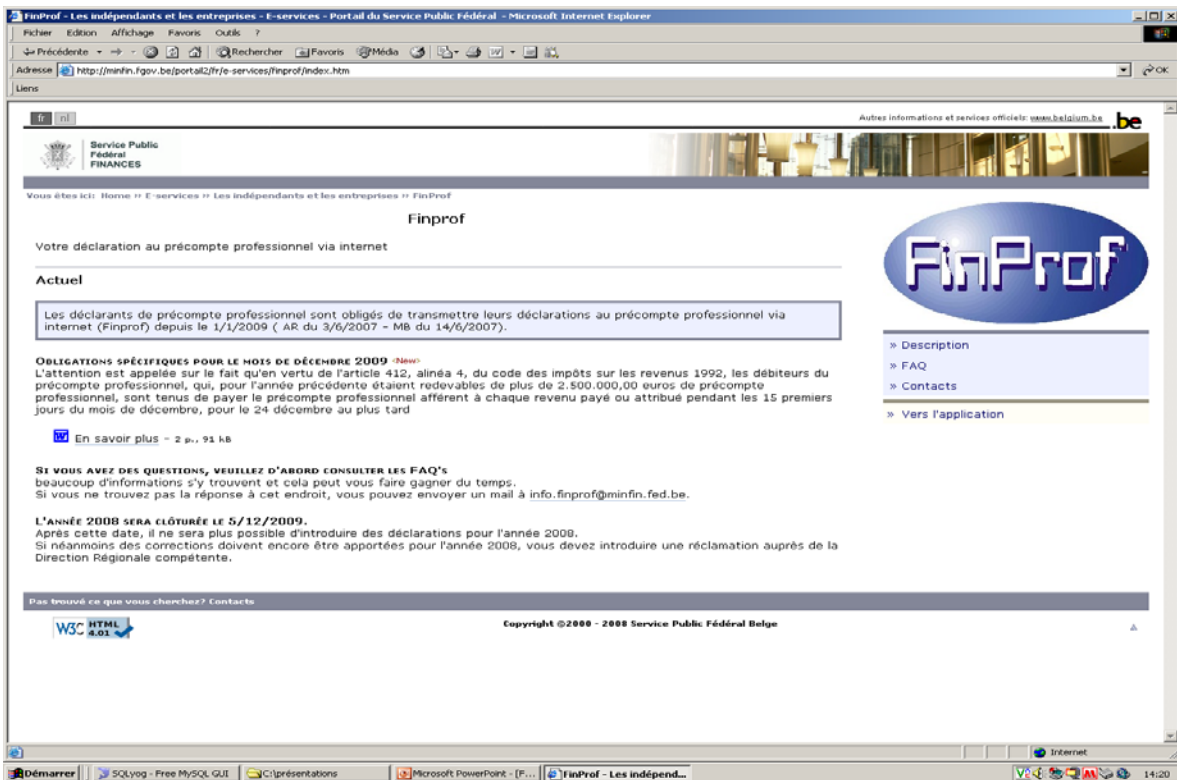 FinProf - Les indépendants et les entreprises - E-services - Portail du Service Public Fédéral - Microsoft Internet Explorer
Fichier Edition Affichage Favoris Outils ?
Précédente Rechercher Favoris Média
Adresse http://minfin.fgov.be/portail2/fr/e-services/finprof/index.htm OK
Liens
fr nl
Autres informations et services officiels: www.belgium.be .be
Service Public
Fédéral
FINANCES
Vous êtes ici: Home » E-services » Les indépendants et les entreprises » FinProf
Finprof
Votre déclaration au précompte professionnel via internet
Actuel
Les déclarants de précompte professionnel sont obligés de transmettre leurs déclarations au précompte professionnel via
internet (Finprof) depuis le 1/1/2009 ( AR du 3/6/2007 - MB du 14/6/2007).
OBLIGATIONS SPÉCIFIQUES POUR LE MOIS DE DÉCEMBRE 2009 <New>
L'attention est appelée sur le fait qu'en vertu de l'article 412, alinéa 4, du code des impôts sur les revenus 1992, les débiteurs du
précompte professionnel, qui, pour l'année précédente étaient redevables de plus de 2.500.000,00 euros de précompte
professionnel, sont tenus de payer le précompte professionnel afférent à chaque revenu payé ou attribué pendant les 15 premiers
jours du mois de décembre, pour le 24 décembre au plus tard
En savoir plus - 2 p., 91 kB
SI VOUS AVEZ DES QUESTIONS, VEUILLEZ D'ABORD CONSULTER LES FAQ'S
beaucoup d'informations s'y trouvent et cela peut vous faire gagner du temps.
Si vous ne trouvez pas la réponse à cet endroit, vous pouvez envoyer un mail à info.finprof@minfin.fed.be.
L'ANNÉE 2008 SERA CLÔTURÉE LE 5/12/2009.
Après cette date, il ne sera plus possible d'introduire des déclarations pour l'année 2008.
Si néanmoins des corrections doivent encore être apportées pour l'année 2008, vous devez introduire une réclamation auprès de la
Direction Régionale compétente.
FinProf
» Description
» FAQ
» Contacts
» Vers l'application
Pas trouvé ce que vous cherchez? Contacts
W3C HTML 4.01
Copyright ©2000 - 2008 Service Public Fédéral Belge
Internet
Démarrer SQLyog - Free MySQL GUI C:\présentations Microsoft PowerPoint - [F... FinProf - Les indépend... 14:20